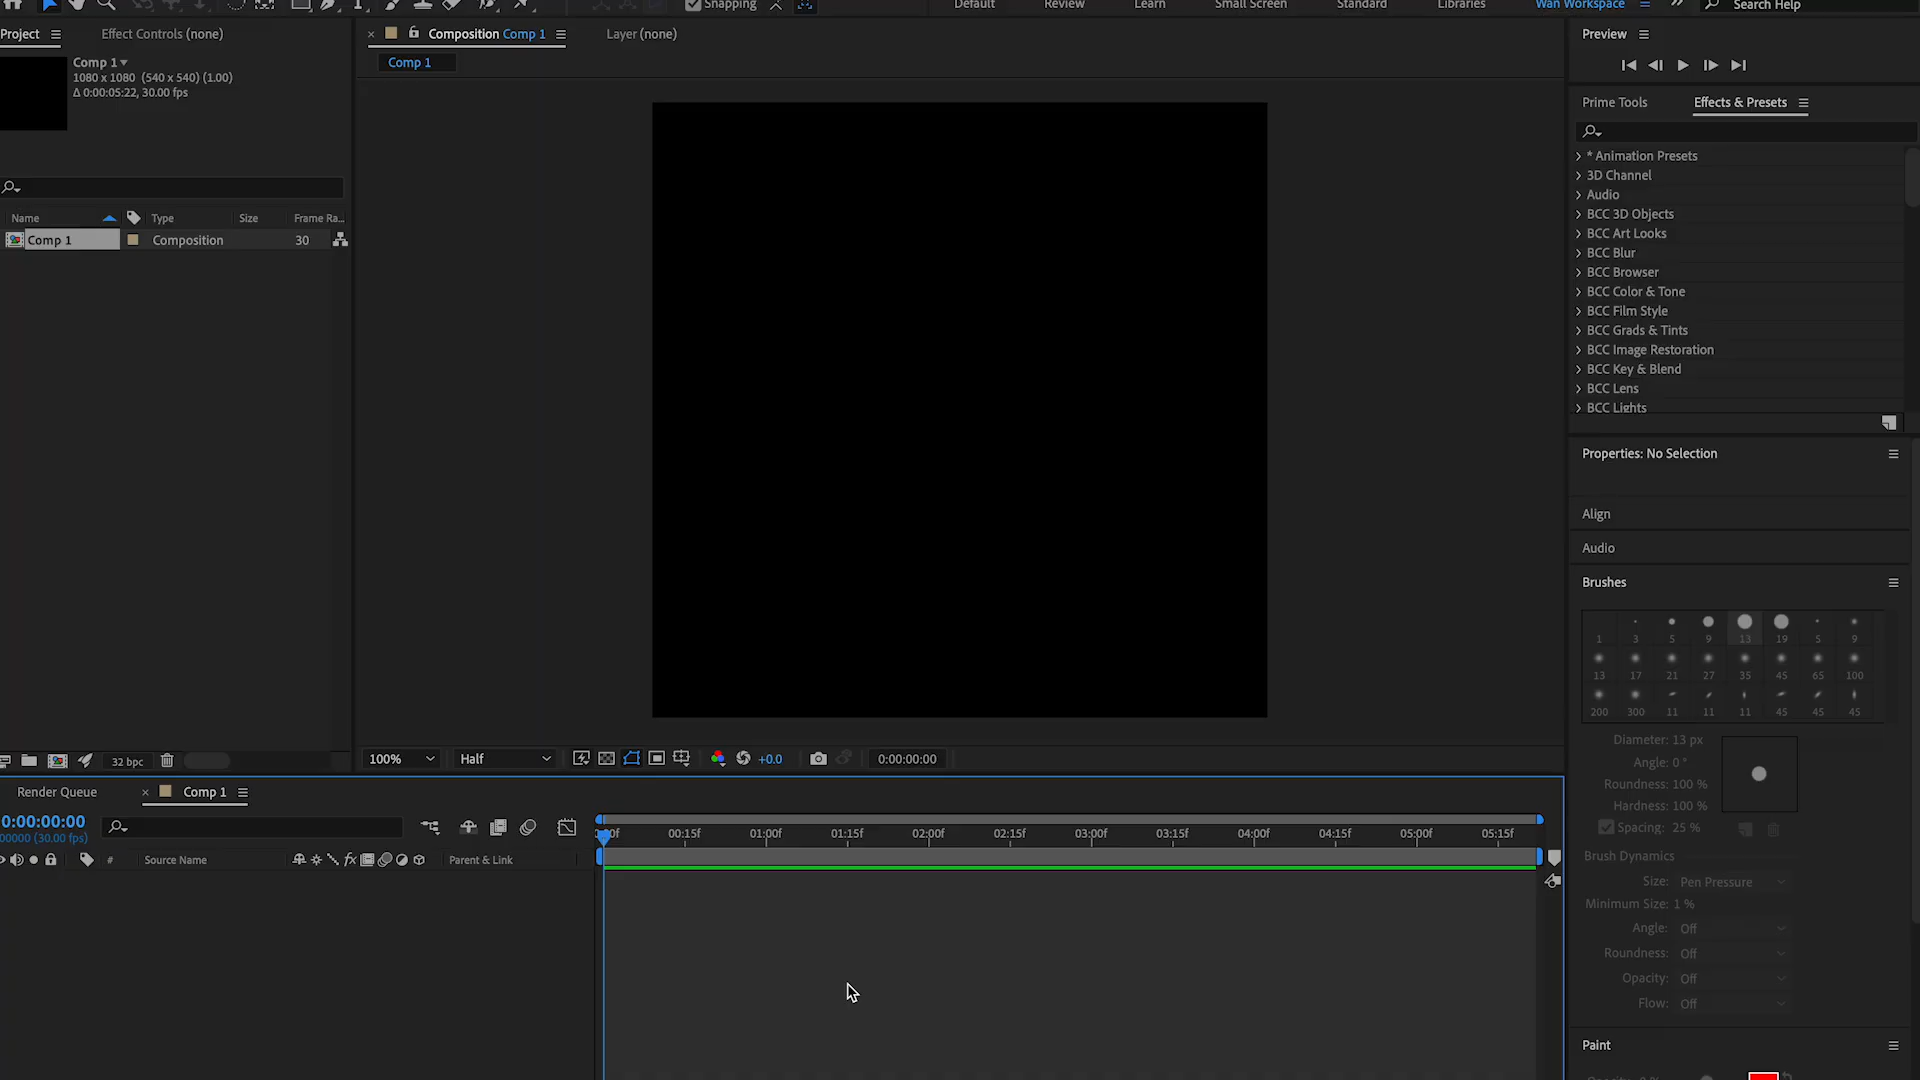 Snapping
Default
Review
Learn
Small Screen
Standard
Libraries
Wan Workspace
Search Help
Project
Effect Controls (none)
Composition Comp 1
Layer (none)
Preview
Comp 1
1080 x 1080 (540 x 540) (1.00)
Δ 0:00:05:22, 30.00 fps
Comp 1
Prime Tools
Effects & Presets
* Animation Presets
3D Channel
Audio
BCC 3D Objects
BCC Art Looks
BCC Blur
BCC Browser
BCC Color & Tone
BCC Film Style
BCC Grads & Tints
BCC Image Restoration
BCC Key & Blend
BCC Lens
BCC Lights
Name
Type
Size
Frame Ra...
Comp 1
Composition
30
Properties: No Selection
Align
Audio
Brushes
1 3 5 9 13 19 5 9
13 17 21 27 35 45 65 100
200 300 11 11 11 45 45 45
Diameter: 13 px
Angle: 0 °
Roundness: 100 %
Hardness: 100 %
Spacing: 25 %
Brush Dynamics
Size: Pen Pressure
Minimum Size: 1 %
Angle: Off
Roundness: Off
Opacity: Off
Flow: Off
Paint
32 bpc
100%
Half
+0.0
0:00:00:00
Render Queue
Comp 1
0:00:00:00
00000 (30.00 fps)
# Source Name
fx
Parent & Link
00:15f 01:00f 01:15f 02:00f 02:15f 03:00f 03:15f 04:00f 04:15f 05:00f 05:15f